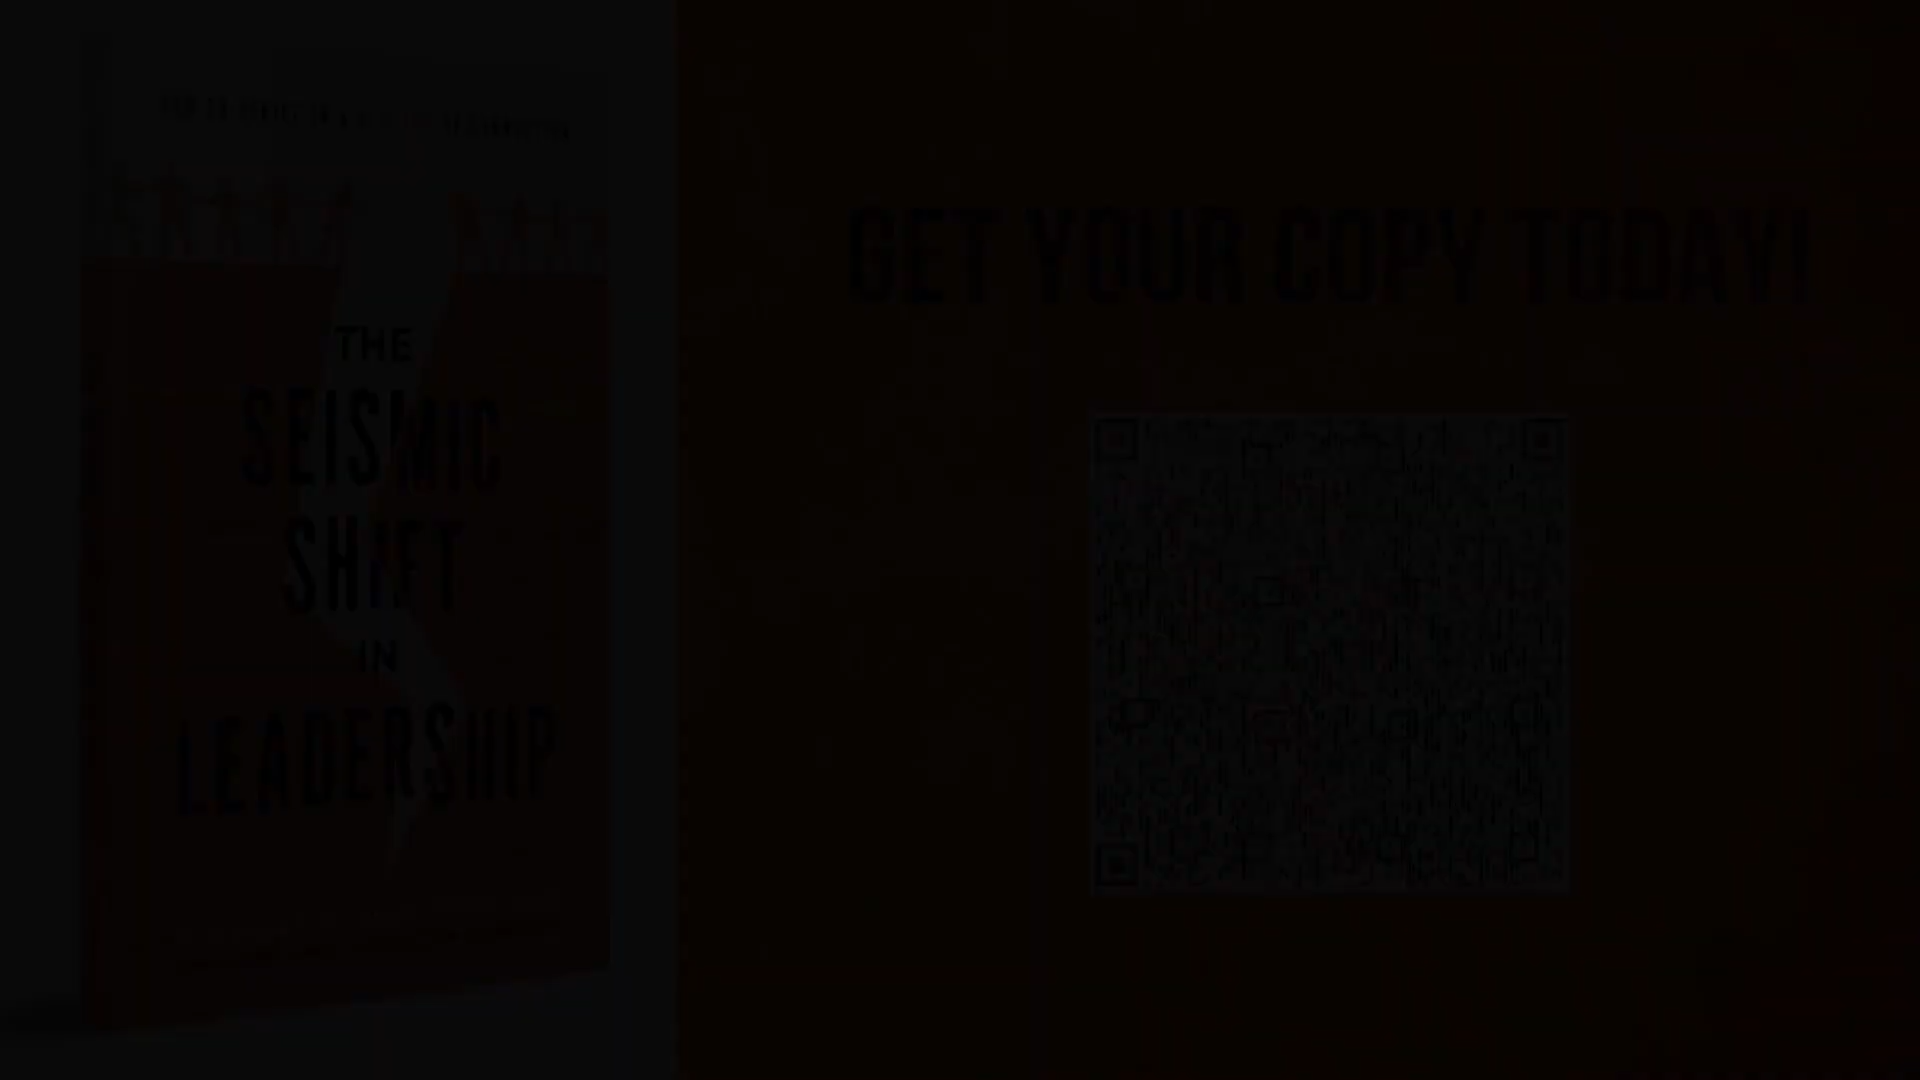 THE
SEISMIC
SHIFT
IN
LEADERSHIP
GET YOUR COPY TODAY!